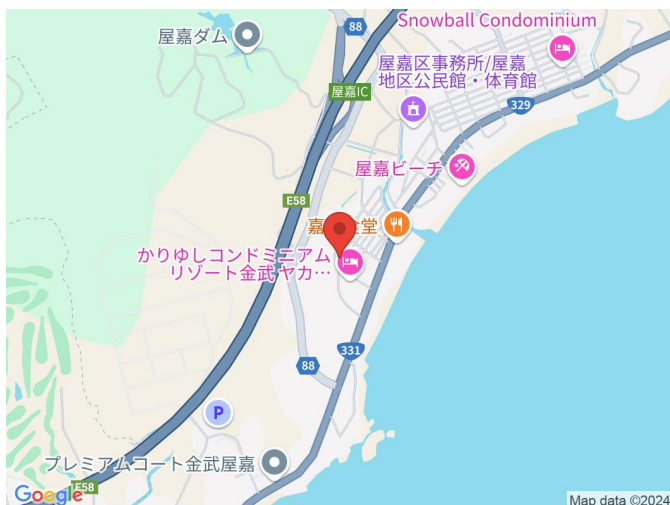 Snowball Condominium
88
屋嘉ダム
屋嘉区事務所/屋嘉
地区公民館・体育館
屋嘉IC
329
屋嘉ビーチ
E58
嘉
堂
かりゆしコンドミニアム
リゾート金武 ヤカ…
331
88
P
プレミアムコート金武屋嘉
E58
Google
Map data ©2024